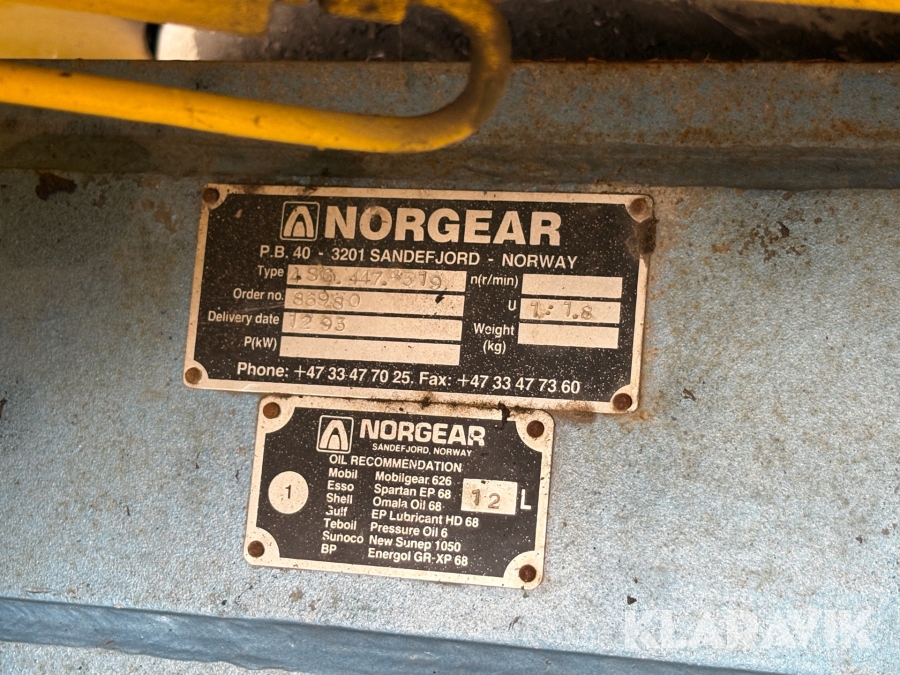 NORGEAR
P.B. 40 - 3201 SANDEFJORD - NORWAY
Type 447. n(r/min)
Order no. 86980 U 1:1.8
Delivery date 12 93 Weight
P(kW) (kg)
Phone: +47 33 47 70 25. Fax: +47 33 47 73 60
NORGEAR
SANDEFJORD, NORWAY
OIL RECOMMENDATION
1
Mobil Mobilgear 626
Esso Spartan EP 68
Shell Omala Oil 68
Gulf EP Lubricant HD 68
Teboil Pressure Oil 6
Sunoco New Sunep 1050
BP Energol GR-XP 68
12 L
KLARAVIK